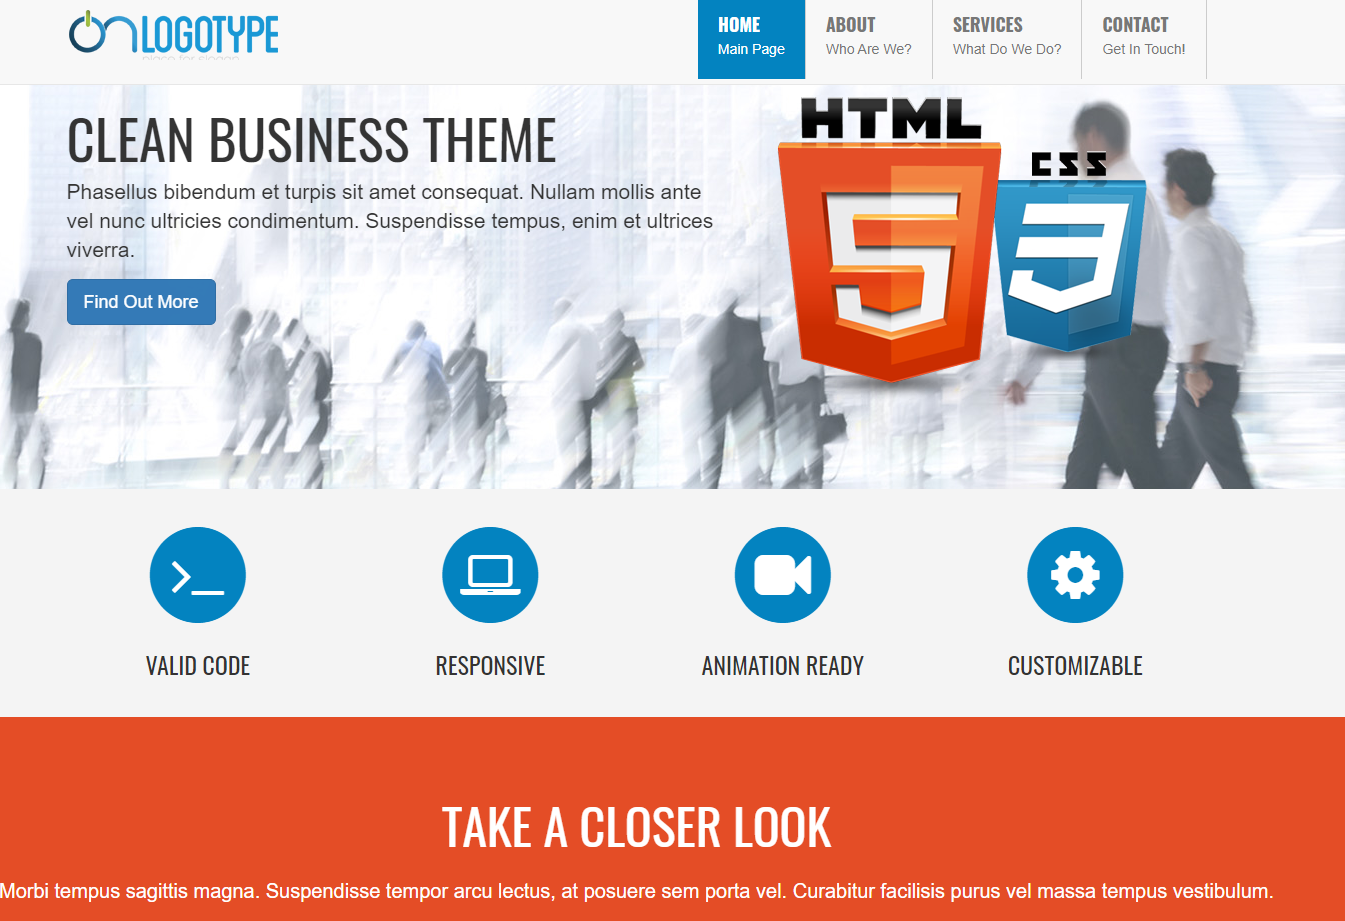 LOGOTYPE
HOME
Main Page
ABOUT
Who Are We?
SERVICES
What Do We Do?
CONTACT
Get In Touch!
CLEAN BUSINESS THEME
Phasellus bibendum et turpis sit amet consequat. Nullam mollis ante
vel nunc ultricies condimentum. Suspendisse tempus, enim et ultrices
viverra.
Find Out More
HTML
5
CSS
3
VALID CODE
RESPONSIVE
ANIMATION READY
CUSTOMIZABLE
TAKE A CLOSER LOOK
Morbi tempus sagittis magna. Suspendisse tempor arcu lectus, at posuere sem porta vel. Curabitur facilisis purus vel massa tempus vestibulum.